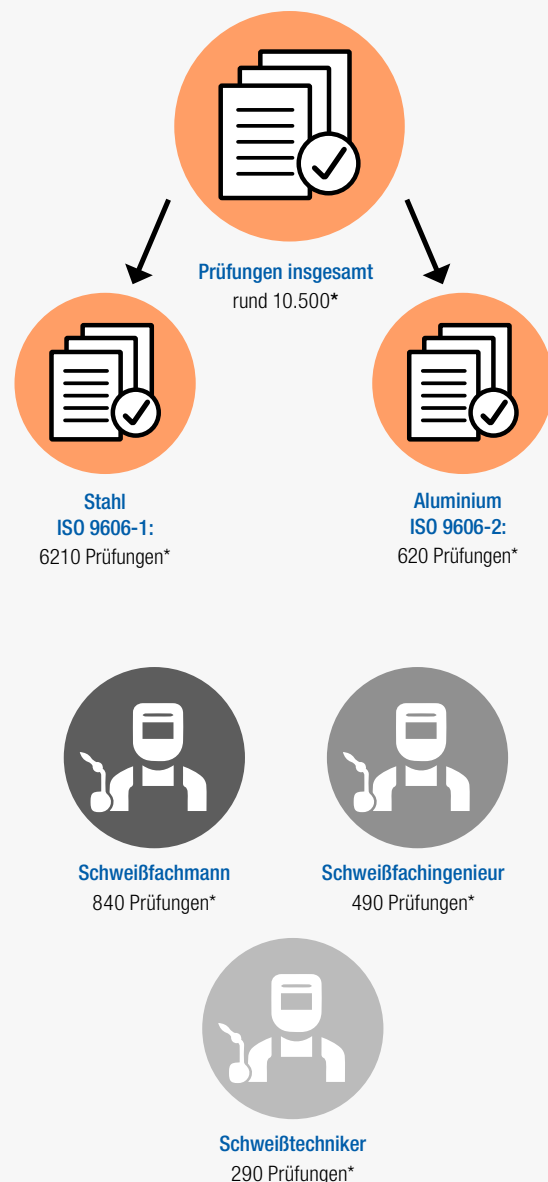 Prüfungen insgesamt
rund 10.500*
Stahl
ISO 9606-1:
6210 Prüfungen*
Aluminium
ISO 9606-2:
620 Prüfungen*
Schweißfachmann
840 Prüfungen*
Schweißfachingenieur
490 Prüfungen*
Schweißtechniker
290 Prüfungen*